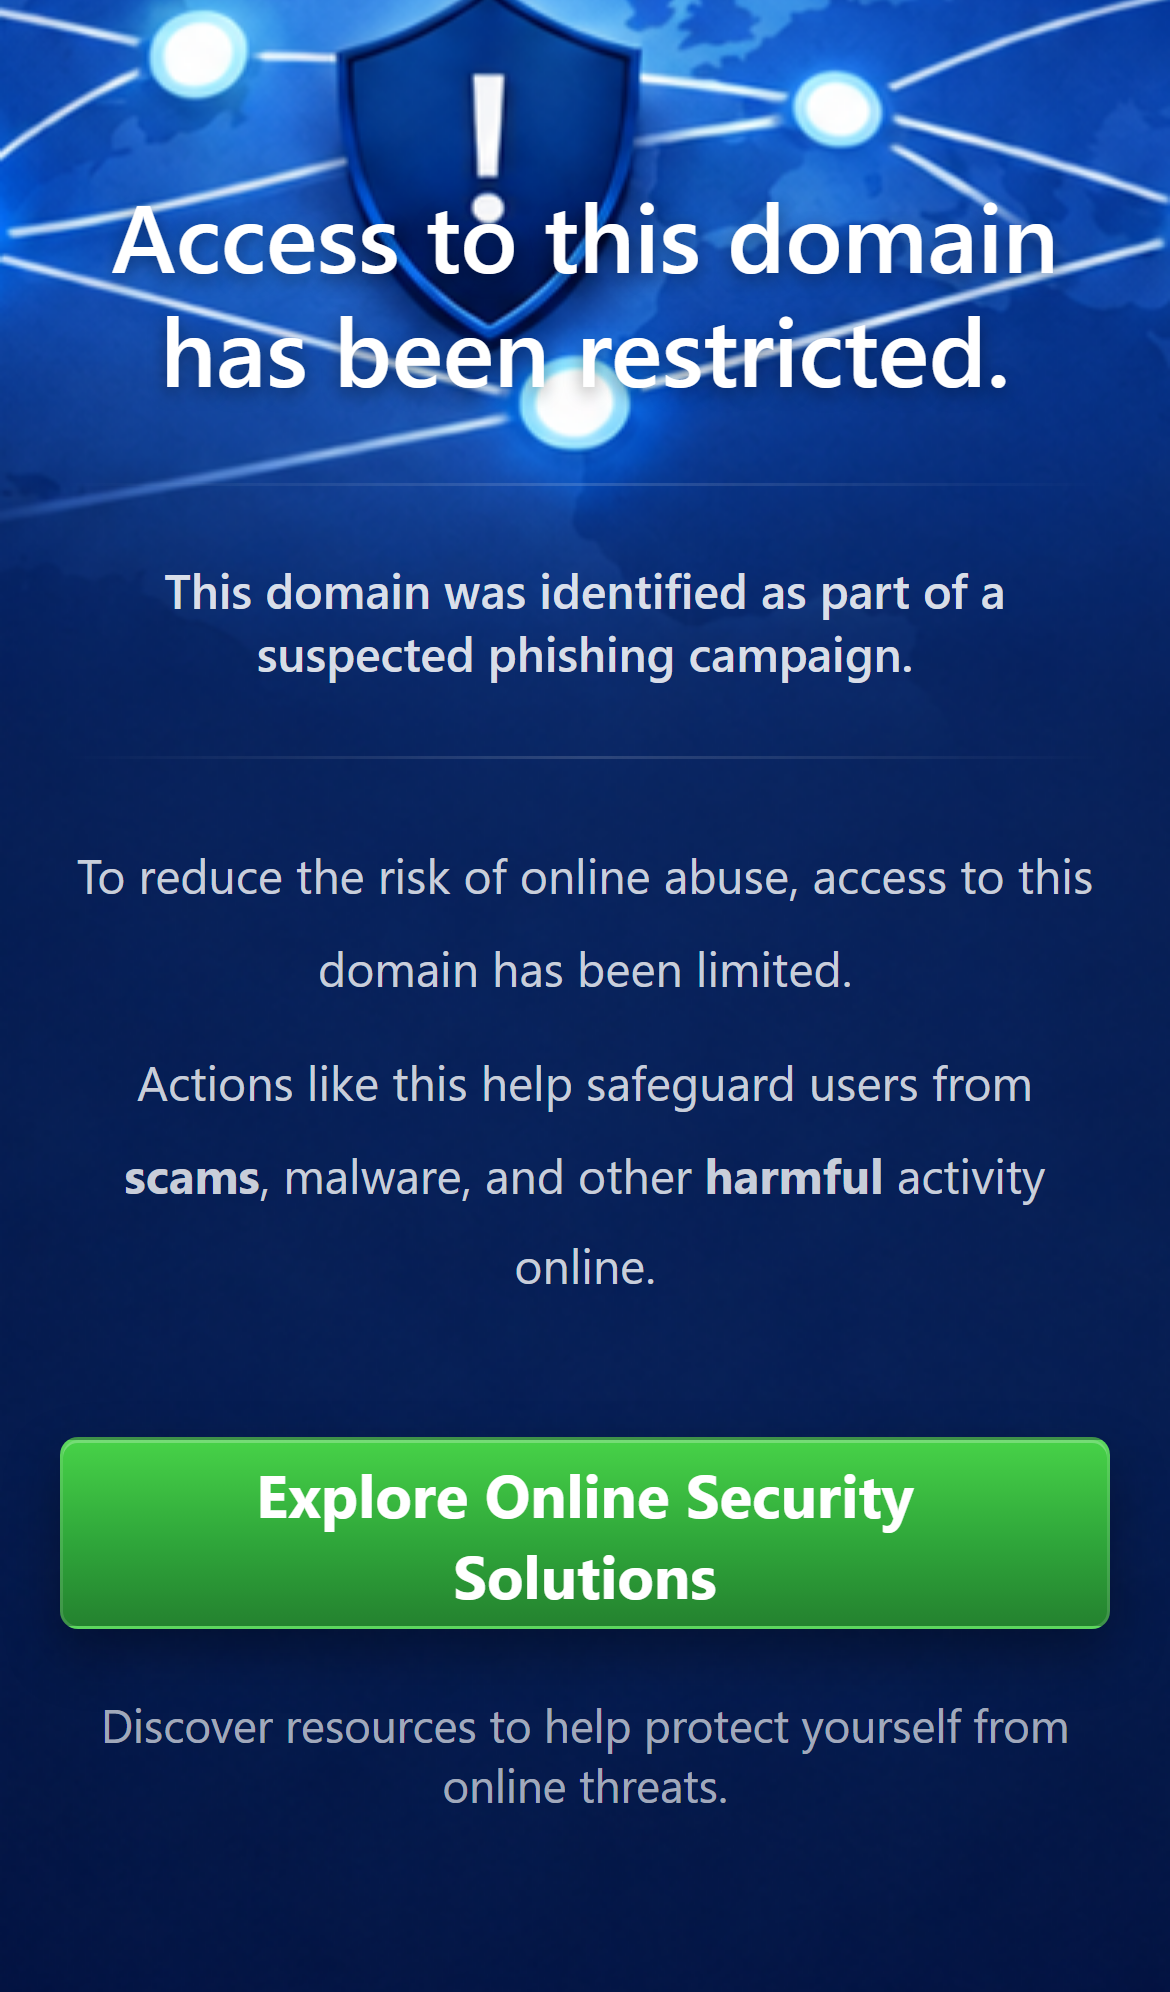 Access to this domain
has been restricted.
This domain was identified as part of a
suspected phishing campaign.
To reduce the risk of online abuse, access to this
domain has been limited.
Actions like this help safeguard users from
scams, malware, and other harmful activity
online.
Explore Online Security
Solutions
Discover resources to help protect yourself from
online threats.